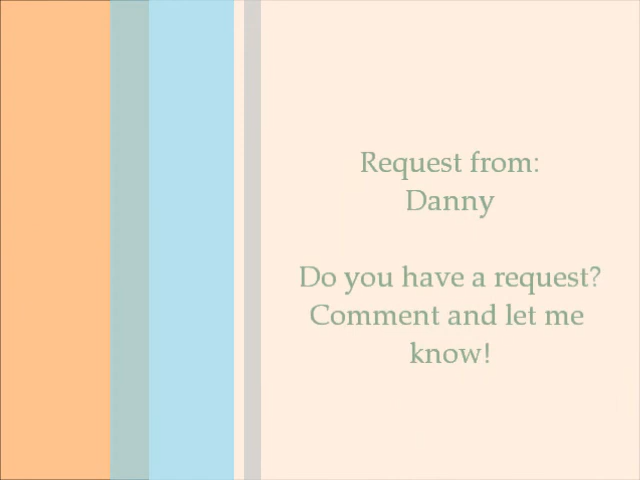 Request from:
Danny
Do you have a request?
Comment and let me
know!